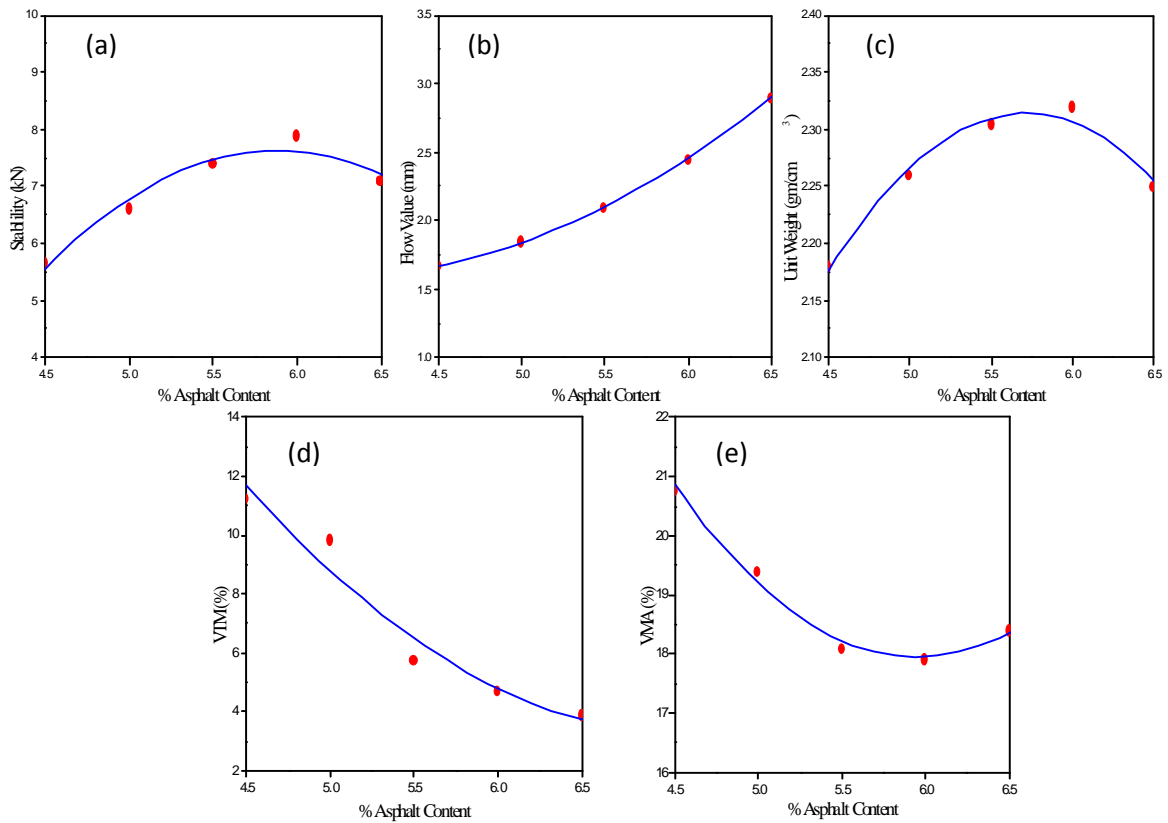 (a)
10
9
8
7
6
5
4
Stability (kN)
4.5 5.0 5.5 6.0 6.5
% Asphalt Content
(b)
3.5
3.0
2.5
2.0
1.5
1.0
Flow Value (mm)
4.5 5.0 5.5 6.0 6.5
% Asphalt Content
(c)
2.40
2.35
2.30
2.25
2.20
2.15
2.10
Unit Weight (gm/cm3)
4.5 5.0 5.5 6.0 6.5
% Asphalt Content
(d)
14
12
10
8
6
4
2
VTM (%)
4.5 5.0 5.5 6.0 6.5
% Asphalt Content
(e)
22
21
20
19
18
17
16
VMA (%)
4.5 5.0 5.5 6.0 6.5
% Asphalt Content